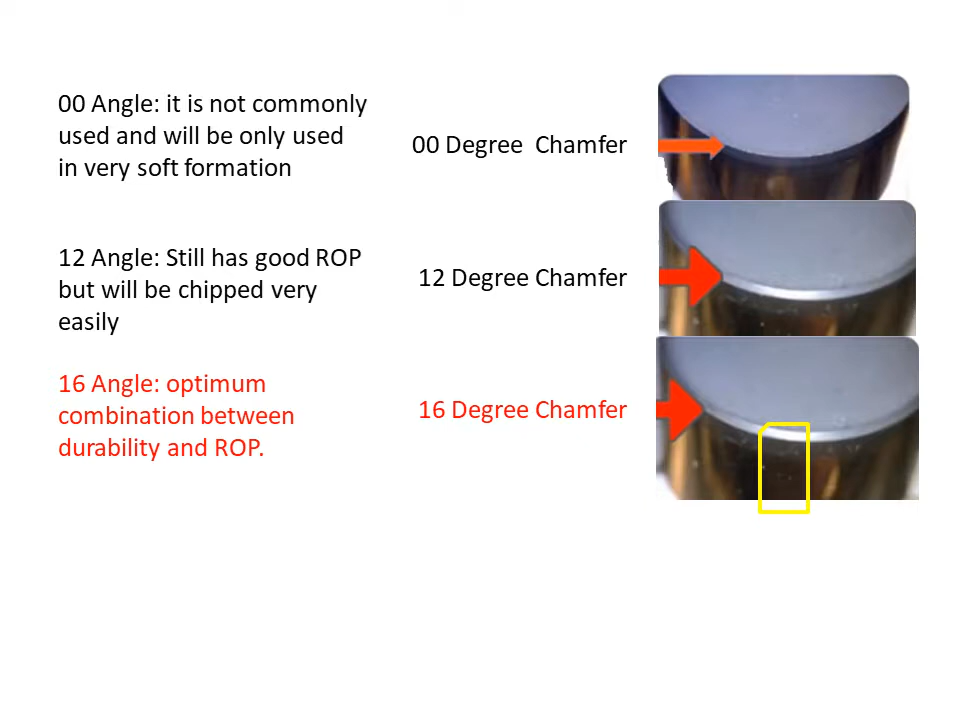 00 Angle: it is not commonly
used and will be only used
in very soft formation
00 Degree  Chamfer
12 Angle: Still has good ROP
but will be chipped very
easily
12 Degree Chamfer
16 Angle: optimum
combination between
durability and ROP.
16 Degree Chamfer